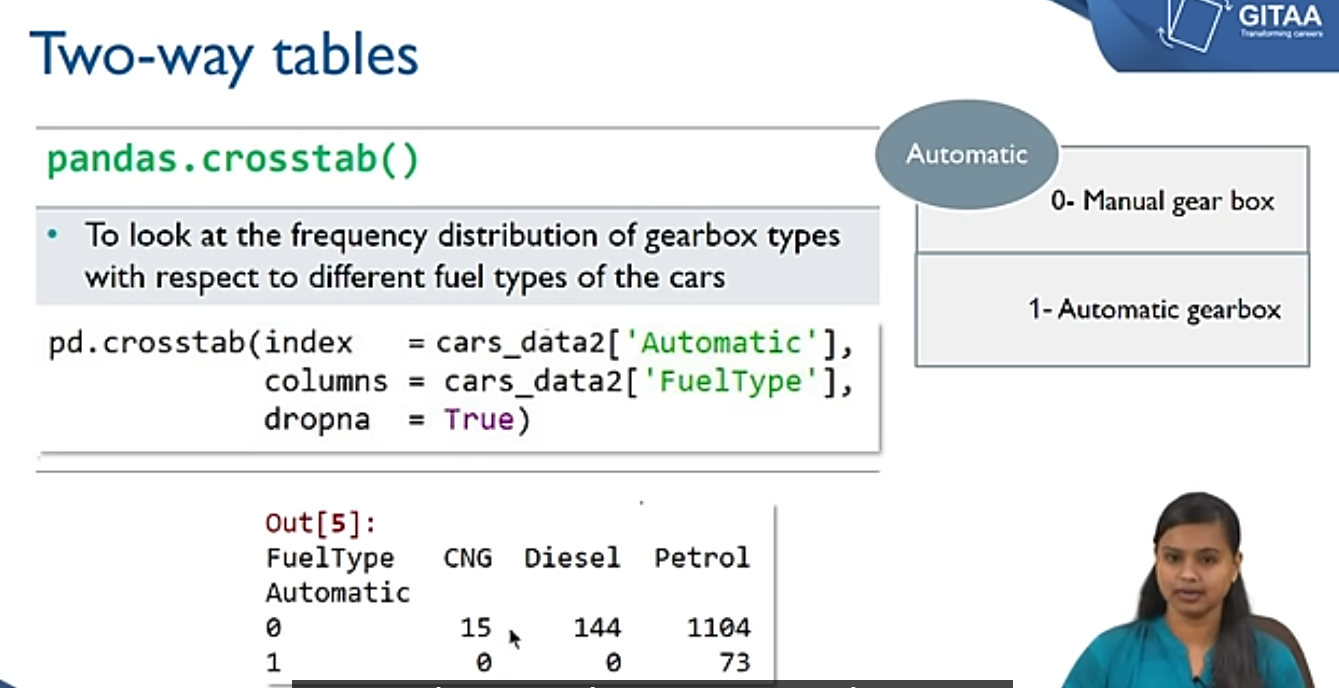 GITAA
Transforming careers
Two-way tables
pandas.crosstab()
• To look at the frequency distribution of gearbox types
with respect to different fuel types of the cars
pd.crosstab(index = cars_data2['Automatic'],
columns = cars_data2['FuelType'],
dropna = True)
Out[5]:
FuelType CNG Diesel Petrol
Automatic
0 15 144 1104
1 0 0 73
Automatic
0- Manual gear box
1- Automatic gearbox